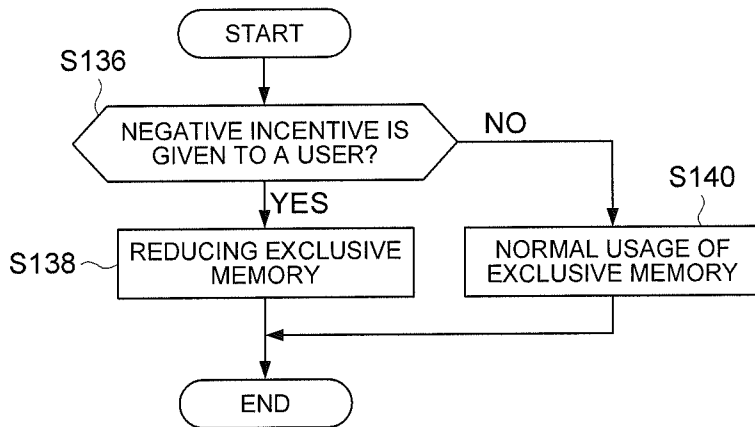 START
S136
NEGATIVE INCENTIVE IS
GIVEN TO A USER?
NO
YES
S140
S138
REDUCING EXCLUSIVE
MEMORY
NORMAL USAGE OF
EXCLUSIVE MEMORY
END